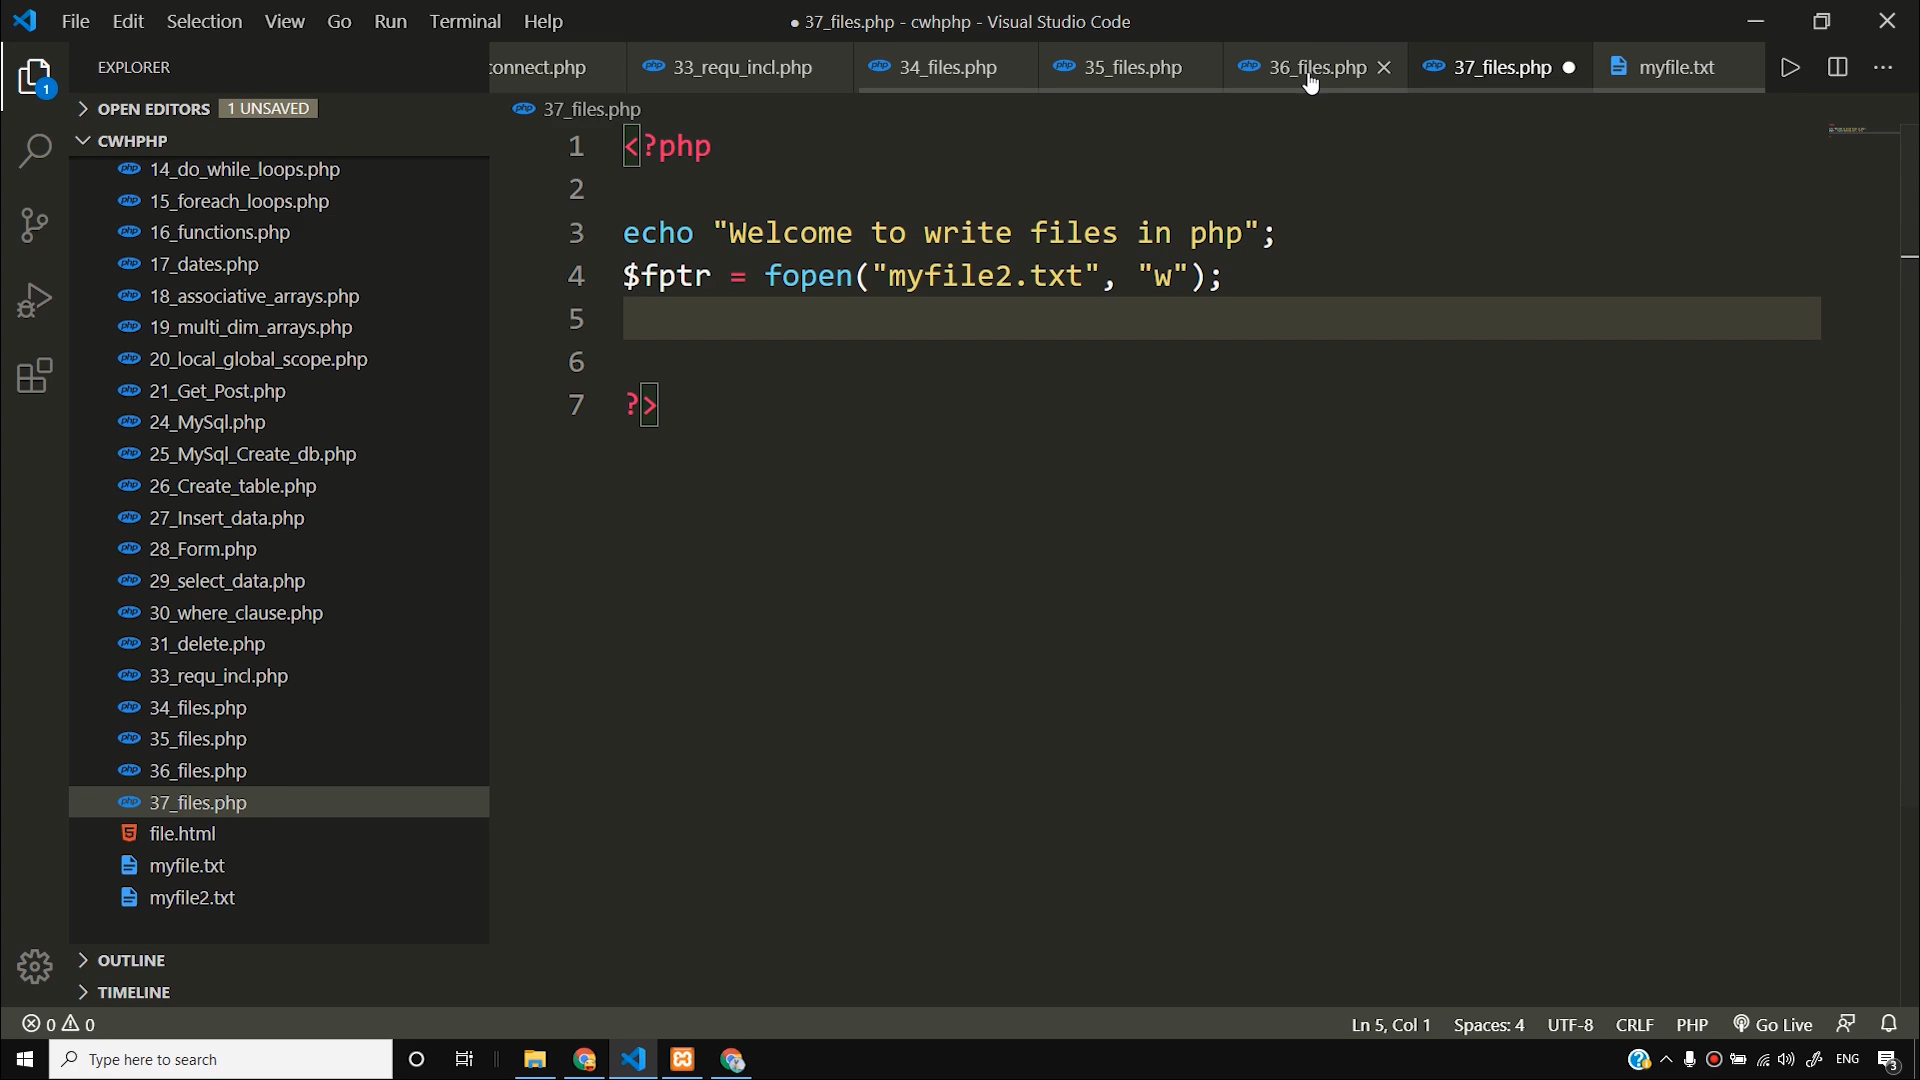 File Edit Selection View Go Run Terminal Help
● 37_files.php - cwhphp - Visual Studio Code
EXPLORER
onnect.php
33_requ_incl.php
34_files.php
35_files.php
36_files.php
37_files.php
myfile.txt
1
OPEN EDITORS 1 UNSAVED
CWHPHP
14_do_while_loops.php
15_foreach_loops.php
16_functions.php
17_dates.php
18_associative_arrays.php
19_multi_dim_arrays.php
20_local_global_scope.php
21_Get_Post.php
24_MySql.php
25_MySql_Create_db.php
26_Create_table.php
27_Insert_data.php
28_Form.php
29_select_data.php
30_where_clause.php
31_delete.php
33_requ_incl.php
34_files.php
35_files.php
36_files.php
37_files.php
file.html
myfile.txt
myfile2.txt
OUTLINE
TIMELINE
37_files.php
1 <?php
2
3 echo "Welcome to write files in php";
4 $fptr = fopen("myfile2.txt", "w");
5
6
7 ?>
0 0
Ln 5, Col 1 Spaces: 4 UTF-8 CRLF PHP Go Live
Type here to search
ENG
3